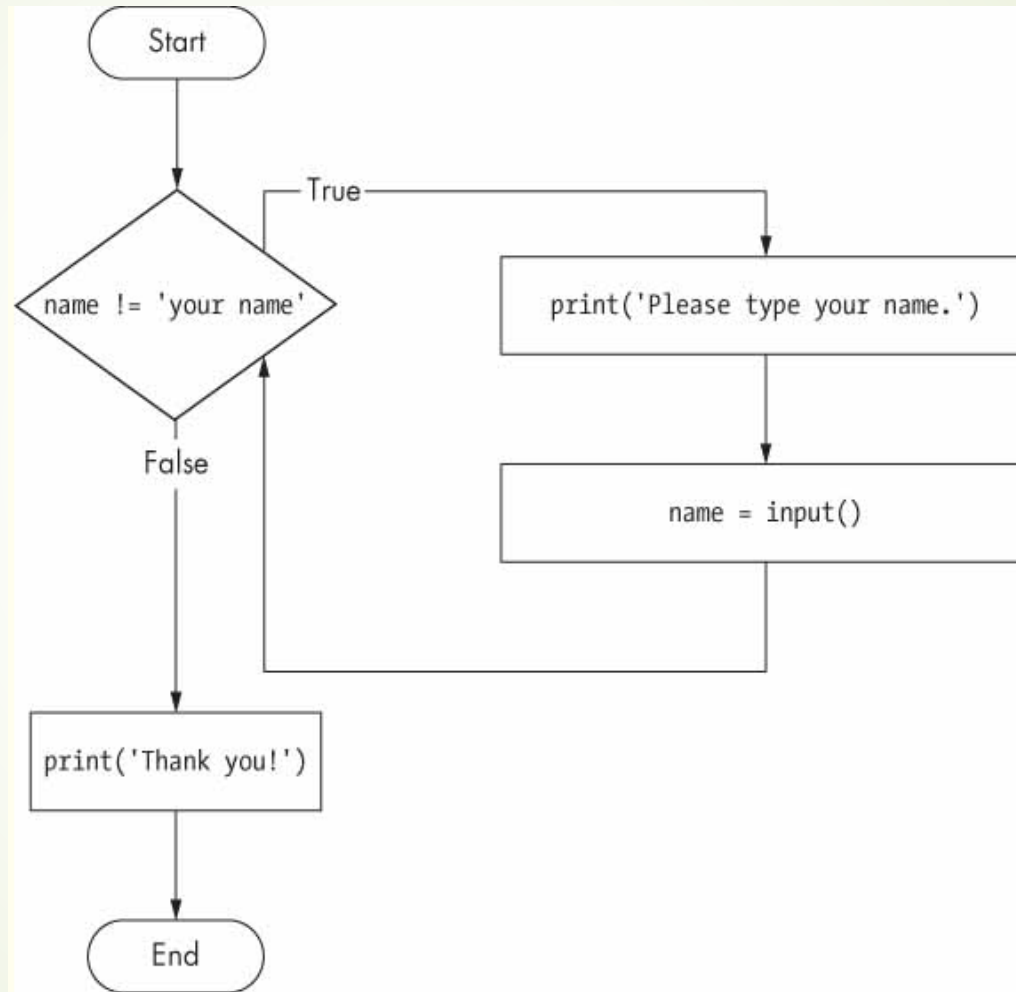 Start
True
name != 'your name'
print('Please type your name.')
name = input()
False
print('Thank you!')
End